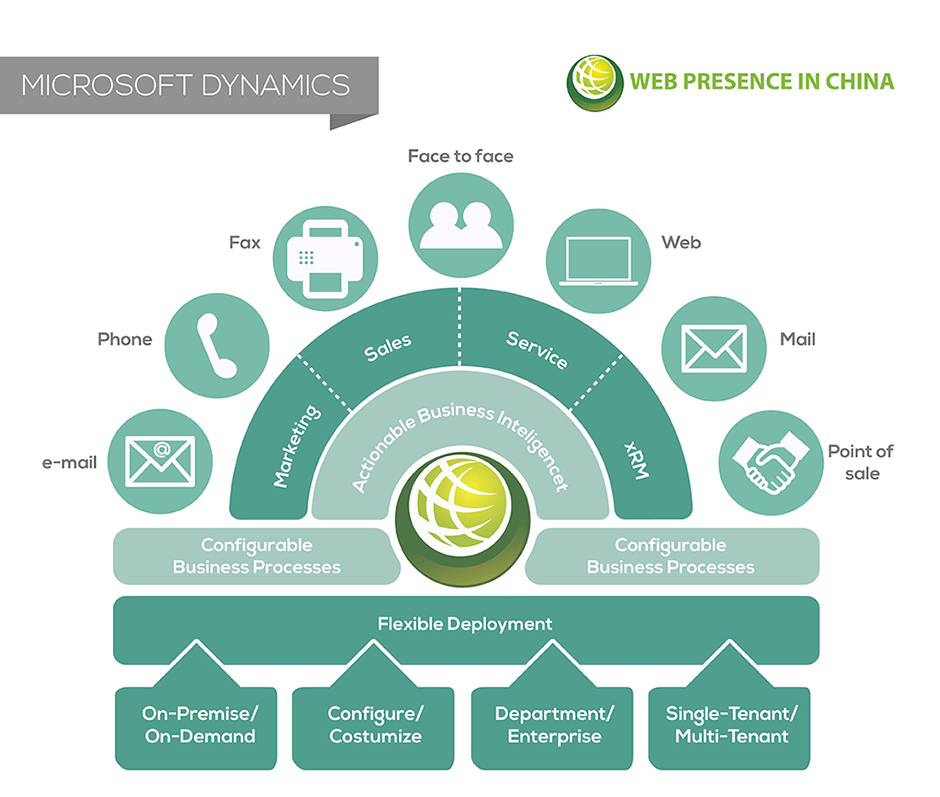 MICROSOFT DYNAMICS
WEB PRESENCE IN CHINA
Face to face
Fax
Web
Phone
Mail
e-mail
Point of
sale
Marketing
Sales
Service
xRM
Actionable Business Inteligencet
@
Configurable
Business Processes
Configurable
Business Processes
Flexible Deployment
On-Premise/
On-Demand
Configure/
Costumize
Department/
Enterprise
Single-Tenant/
Multi-Tenant